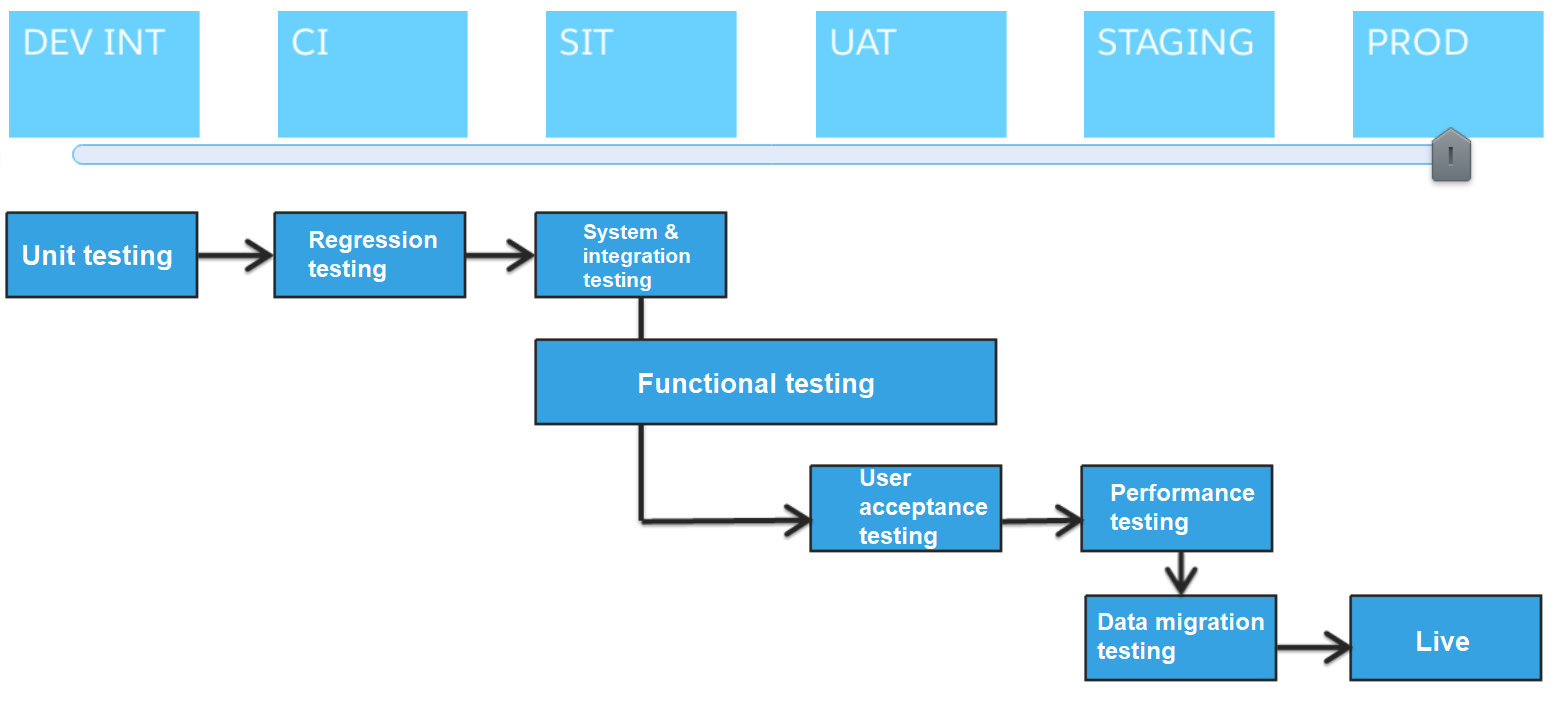 DEV INT
CI
SIT
UAT
STAGING
PROD
Unit testing
Regression
testing
System &
integration
testing
Functional testing
User
acceptance
testing
Performance
testing
Data migration
testing
Live